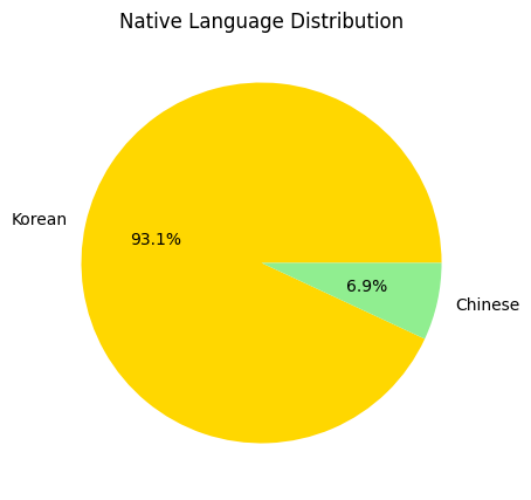 Native Language Distribution
Korean
93.1%
6.9%
Chinese